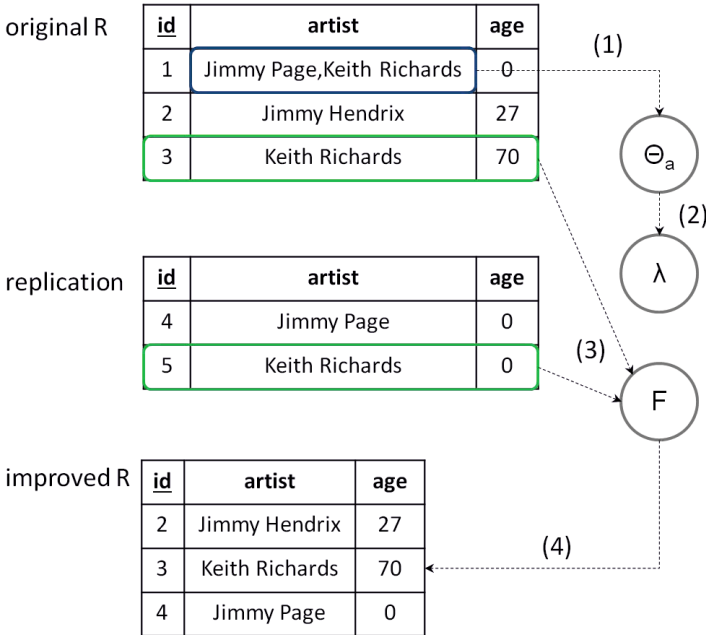 original R
id artist age
1 Jimmy Page,Keith Richards 0
2 Jimmy Hendrix 27
3 Keith Richards 70
(1)
Θa
(2)
λ
replication
id artist age
4 Jimmy Page 0
5 Keith Richards 0
(3)
F
improved R
id artist age
2 Jimmy Hendrix 27
3 Keith Richards 70
4 Jimmy Page 0
(4)